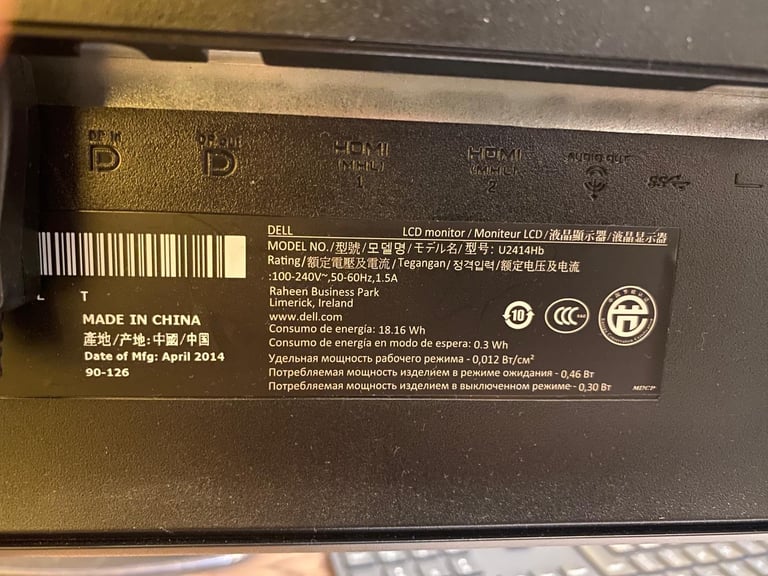 DP in
DP out
HDMI
(MHL)
1
HDMI
(MHL)
2
Audio out
SS
DELL
LCD monitor / Moniteur LCD / 液晶顯示器 / 液晶显示器
MODEL NO. / 型號 / 모델명 / モデル名 / 型号: U2414Hb
Rating / 額定電壓及電流 / Tegangan / 정격입력 / 额定电压及电流
:100-240V~,50-60Hz,1.5A
Raheen Business Park
Limerick, Ireland
www.dell.com
Consumo de energía: 18.16 Wh
Consumo de energía en modo de espera: 0.3 Wh
Удельная мощность рабочего режима - 0,012 Вт/см²
Потребляемая мощность изделием в режиме ожидания - 0,46 Вт
Потребляемая мощность изделием в выключенном режиме - 0,30 Вт
L T
MADE IN CHINA
產地/产地: 中國/中国
Date of Mfg: April 2014
90-126
10
CCC
MDCP